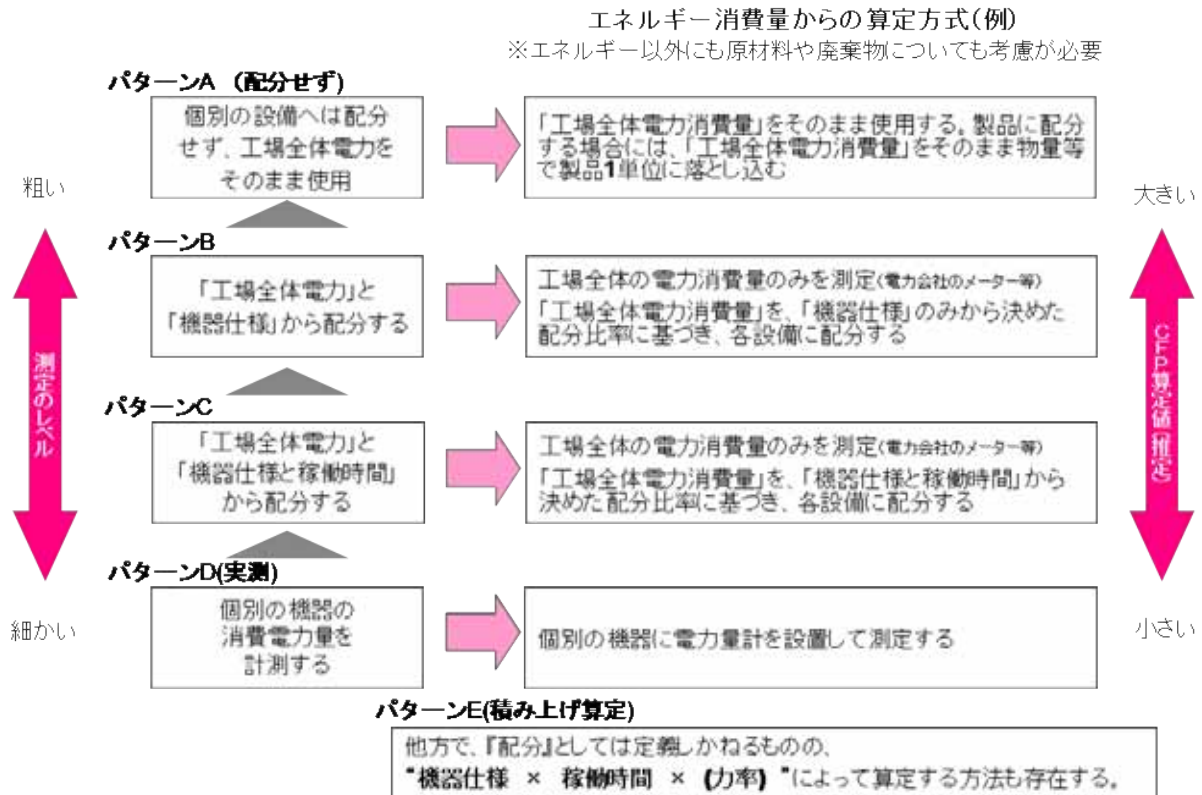 エネルギー消費量からの算定方式(例)
※エネルギー以外にも原材料や廃棄物についても考慮が必要
パターンA (配分せず)
個別の設備へは配分
せず、工場全体電力を
そのまま使用
「工場全体電力消費量」をそのまま使用する。製品に配分
する場合には、「工場全体電力消費量」をそのまま物量等
で製品1単位に落とし込む
粗い
大きい
パターンB
「工場全体電力」と
「機器仕様」から配分する
工場全体の電力消費量のみを測定(電力会社のメーター等)
「工場全体電力消費量」を、「機器仕様」のみから決めた
配分比率に基づき、各設備に配分する
測定のレベル
CFP算定値(推定)
パターンC
「工場全体電力」と
「機器仕様と稼働時間」
から配分する
工場全体の電力消費量のみを測定(電力会社のメーター等)
「工場全体電力消費量」を、「機器仕様と稼働時間」から
決めた配分比率に基づき、各設備に配分する
パターンD(実測)
個別の機器の
消費電力量を
計測する
個別の機器に電力量計を設置して測定する
細かい
小さい
パターンE(積み上げ算定)
他方で、『配分』としては定義しかねるものの、
"機器仕様 × 稼働時間 × (力率) "によって算定する方法も存在する。